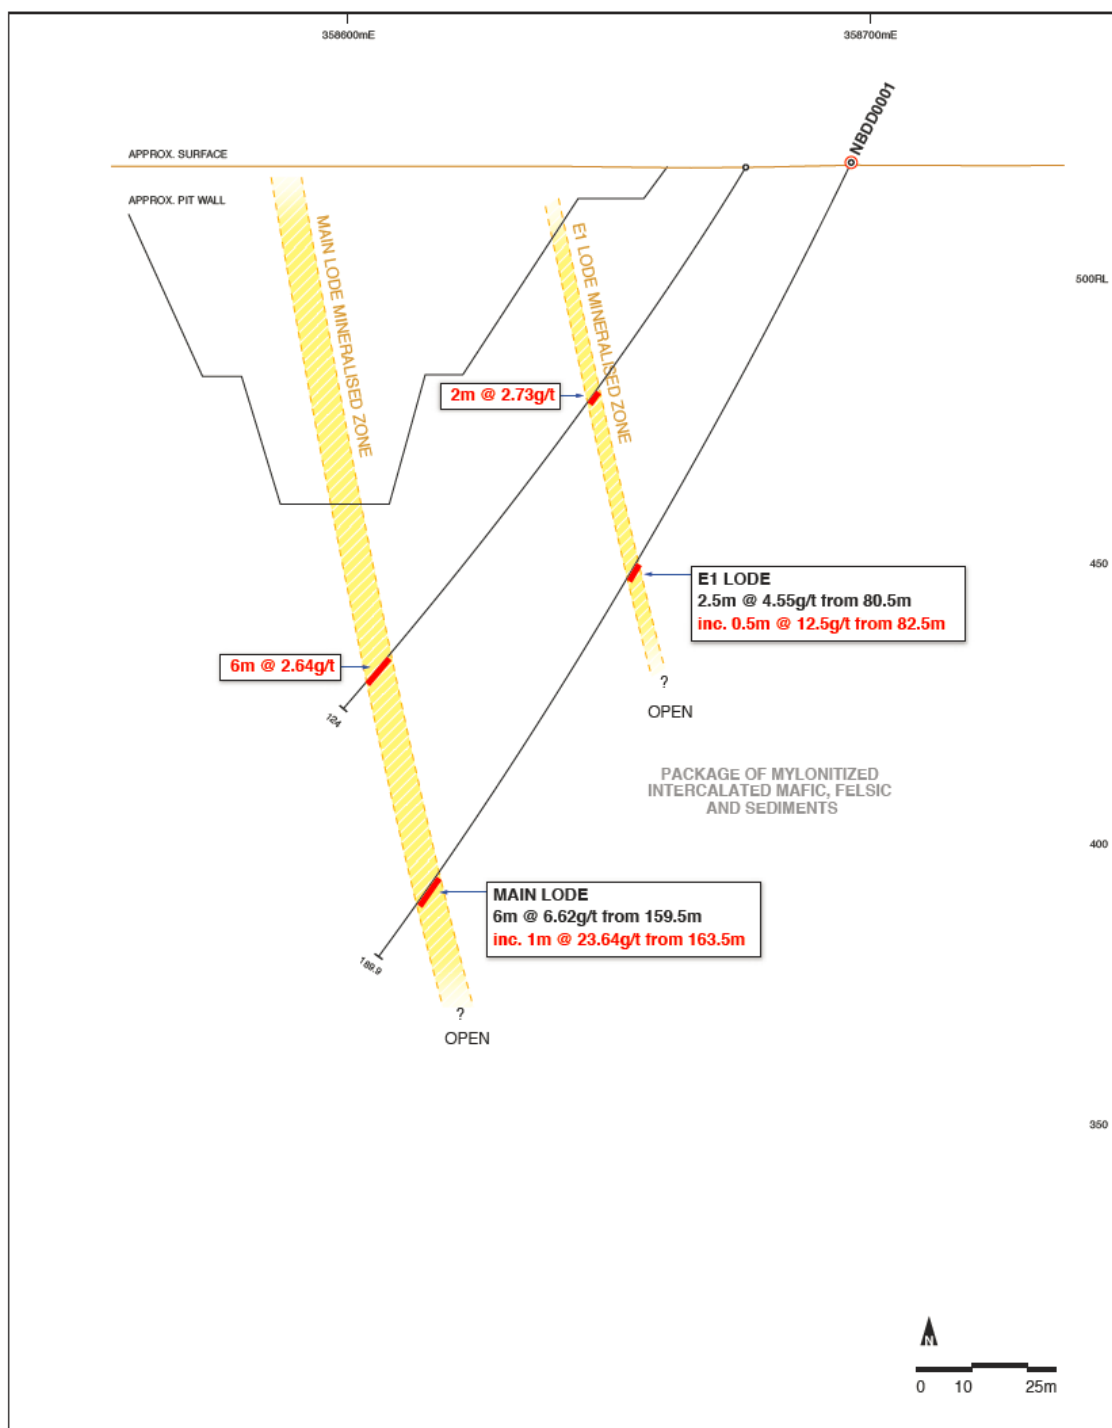 358600mE
358700mE
NBDD0001
APPROX. SURFACE
APPROX. PIT WALL
MAIN LODE MINERALISED ZONE
E1 LODE MINERALISED ZONE
500RL
2m @ 2.73g/t
450
E1 LODE
2.5m @ 4.55g/t from 80.5m
inc. 0.5m @ 12.5g/t from 82.5m
6m @ 2.64g/t
?
OPEN
124
PACKAGE OF MYLONITIZED
INTERCALATED MAFIC, FELSIC
AND SEDIMENTS
400
MAIN LODE
6m @ 6.62g/t from 159.5m
inc. 1m @ 23.64g/t from 163.5m
189.9
?
OPEN
350
N
0 10 25m